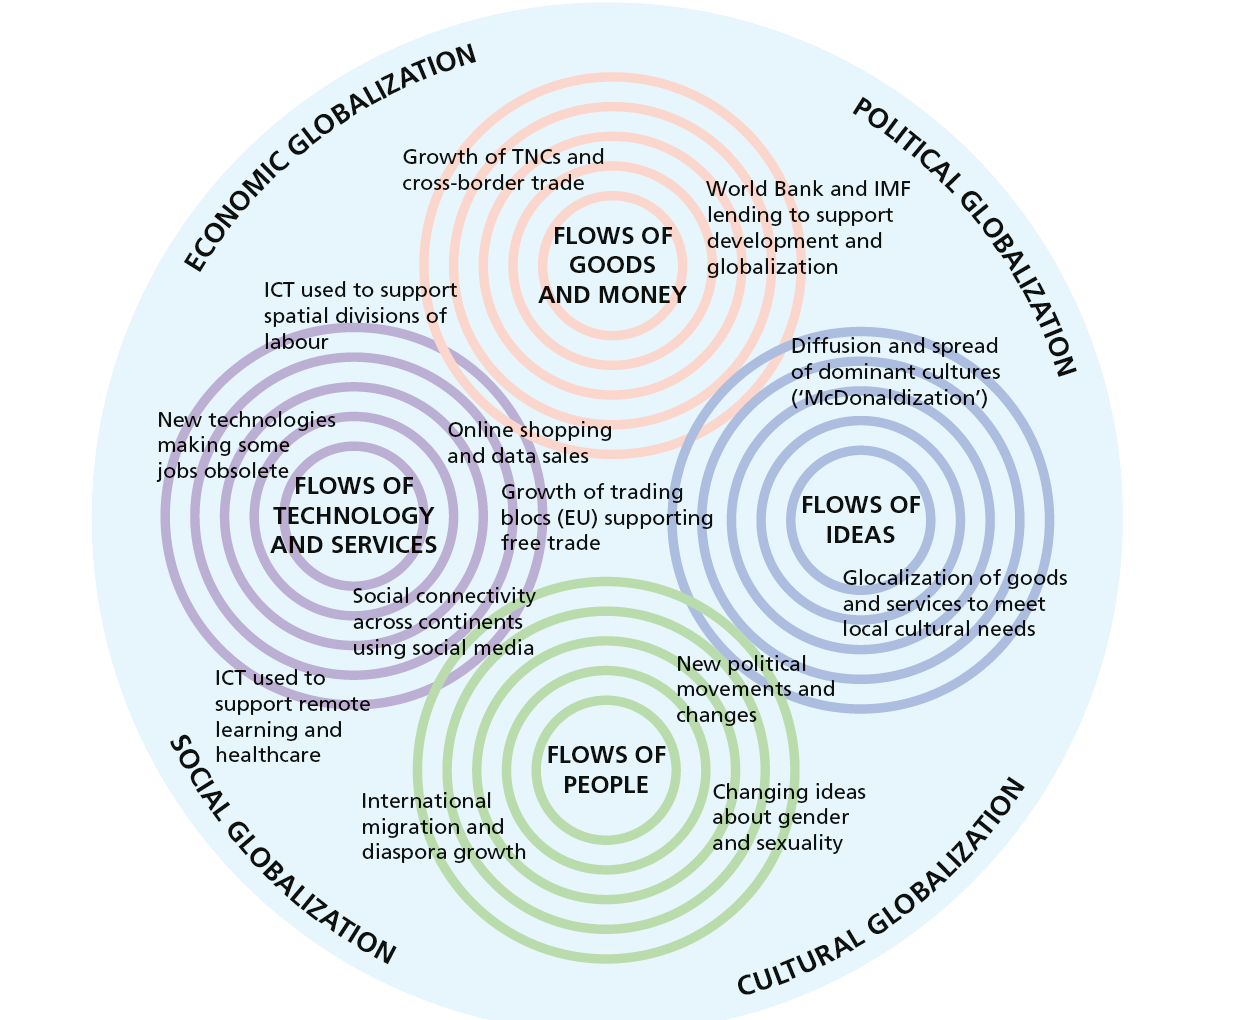 ECONOMIC GLOBALIZATION
POLITICAL GLOBALIZATION
Growth of TNCs and
cross-border trade
World Bank and IMF
lending to support
development and
globalization
FLOWS OF
GOODS
AND MONEY
ICT used to support
spatial divisions of
labour
Diffusion and spread
of dominant cultures
(‘McDonaldization’)
New technologies
making some
jobs obsolete
Online shopping
and data sales
FLOWS OF
TECHNOLOGY
AND SERVICES
Growth of trading
blocs (EU) supporting
free trade
FLOWS OF
IDEAS
Glocalization of goods
and services to meet
local cultural needs
Social connectivity
across continents
using social media
New political
movements and
changes
ICT used to
support remote
learning and
healthcare
FLOWS OF
PEOPLE
International
migration and
diaspora growth
Changing ideas
about gender
and sexuality
SOCIAL GLOBALIZATION
CULTURAL GLOBALIZATION